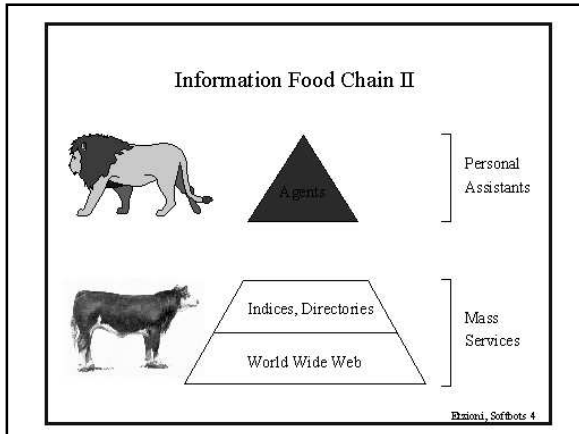 Information Food Chain II
Agents
Personal
Assistants
Indices, Directories
World Wide Web
Mass
Services
Etzioni, Softbots 4